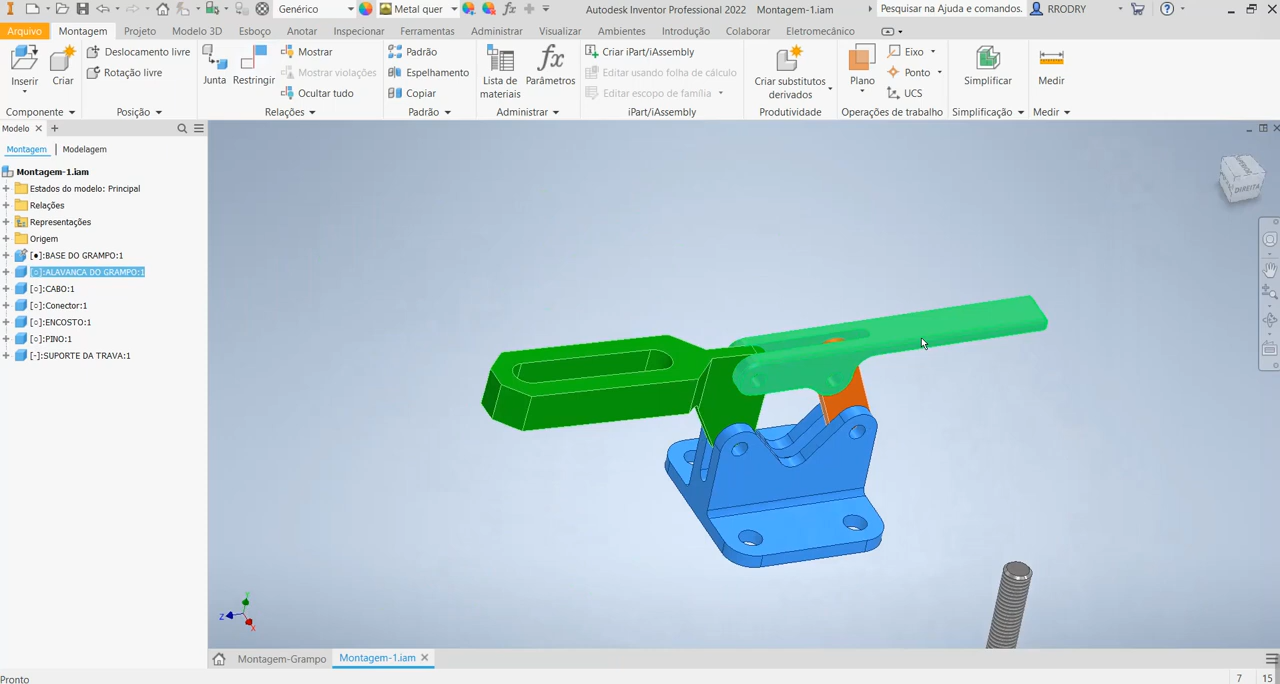 Genérico
Metal quer
fx
Autodesk Inventor Professional 2022 Montagem-1.iam
Pesquisar na Ajuda e comandos.
RRODRY
Arquivo Montagem Projeto Modelo 3D Esboço Anotar Inspecionar Ferramentas Administrar Visualizar Ambientes Introdução Colaborar Eletromecânico
Inserir
Criar
Deslocamento livre
Rotação livre
Componente
Posição
Junta
Restringir
Mostrar
Mostrar violações
Ocultar tudo
Relações
Padrão
Espelhamento
Copiar
Padrão
Lista de
materiais
fx
Parâmetros
Administrar
Criar iPart/iAssembly
Editar usando folha de cálculo
Editar escopo de família
iPart/iAssembly
Criar substitutos
derivados
Produtividade
Plano
Eixo
Ponto
UCS
Operações de trabalho
Simplificar
Simplificação
Medir
Medir
Modelo
Montagem Modelagem
Montagem-1.iam
Estados do modelo: Principal
Relações
Representações
Origem
[●]:BASE DO GRAMPO:1
[○]:ALAVANCA DO GRAMPO:1
[○]:CABO:1
[○]:Conector:1
[○]:ENCOSTO:1
[○]:PINO:1
[-]:SUPORTE DA TRAVA:1
DIREITA
Y
Z
X
Montagem-Grampo
Montagem-1.iam
Pronto
7 15